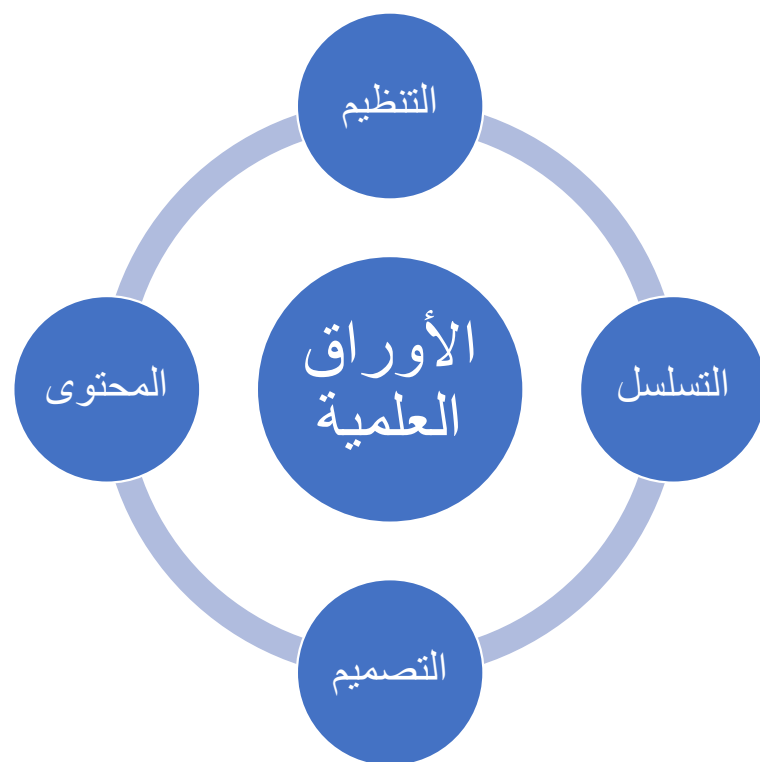 التنظيم
الأوراق
العلمية
التسلسل
المحتوى
التصميم